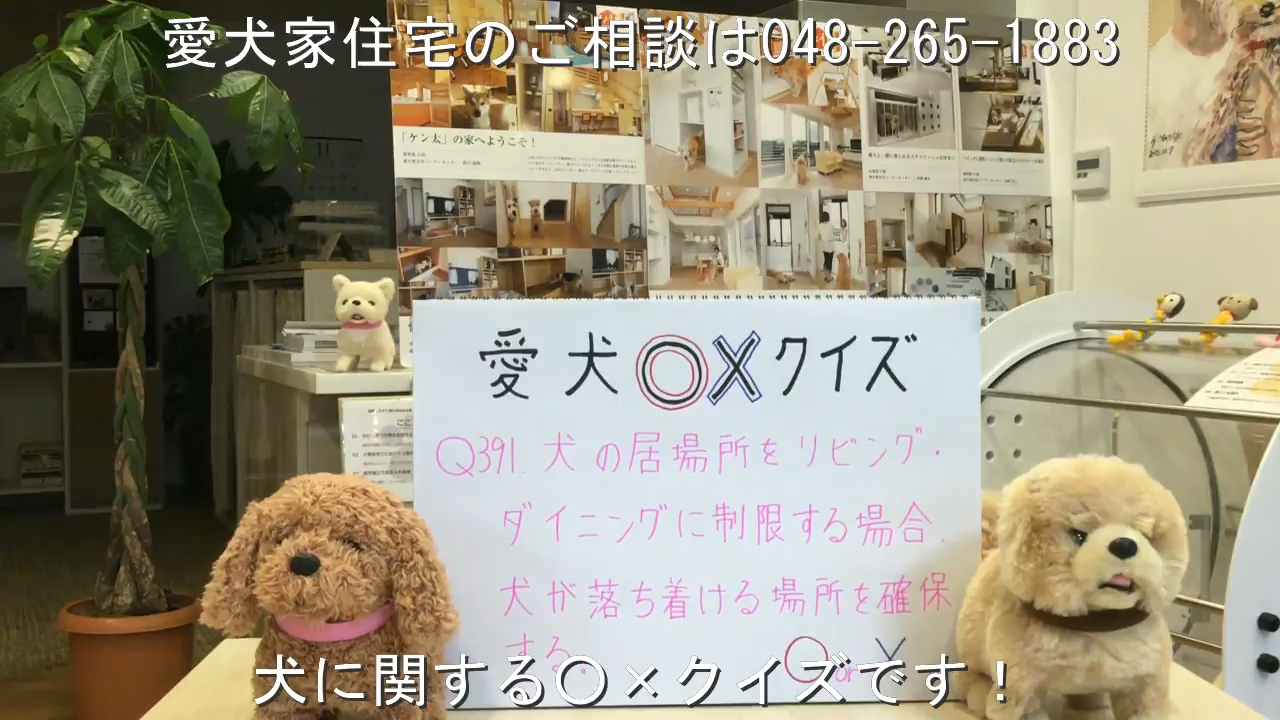 愛犬家住宅のご相談は048-265-1883
11
「ケン太」の家へようこそ！
愛犬〇×クイズ
Q391.犬の居場所をリビング・
ダイニングに制限する場合、
犬が落ち着ける場所を確保
する。 〇or×
犬に関する〇×クイズです！